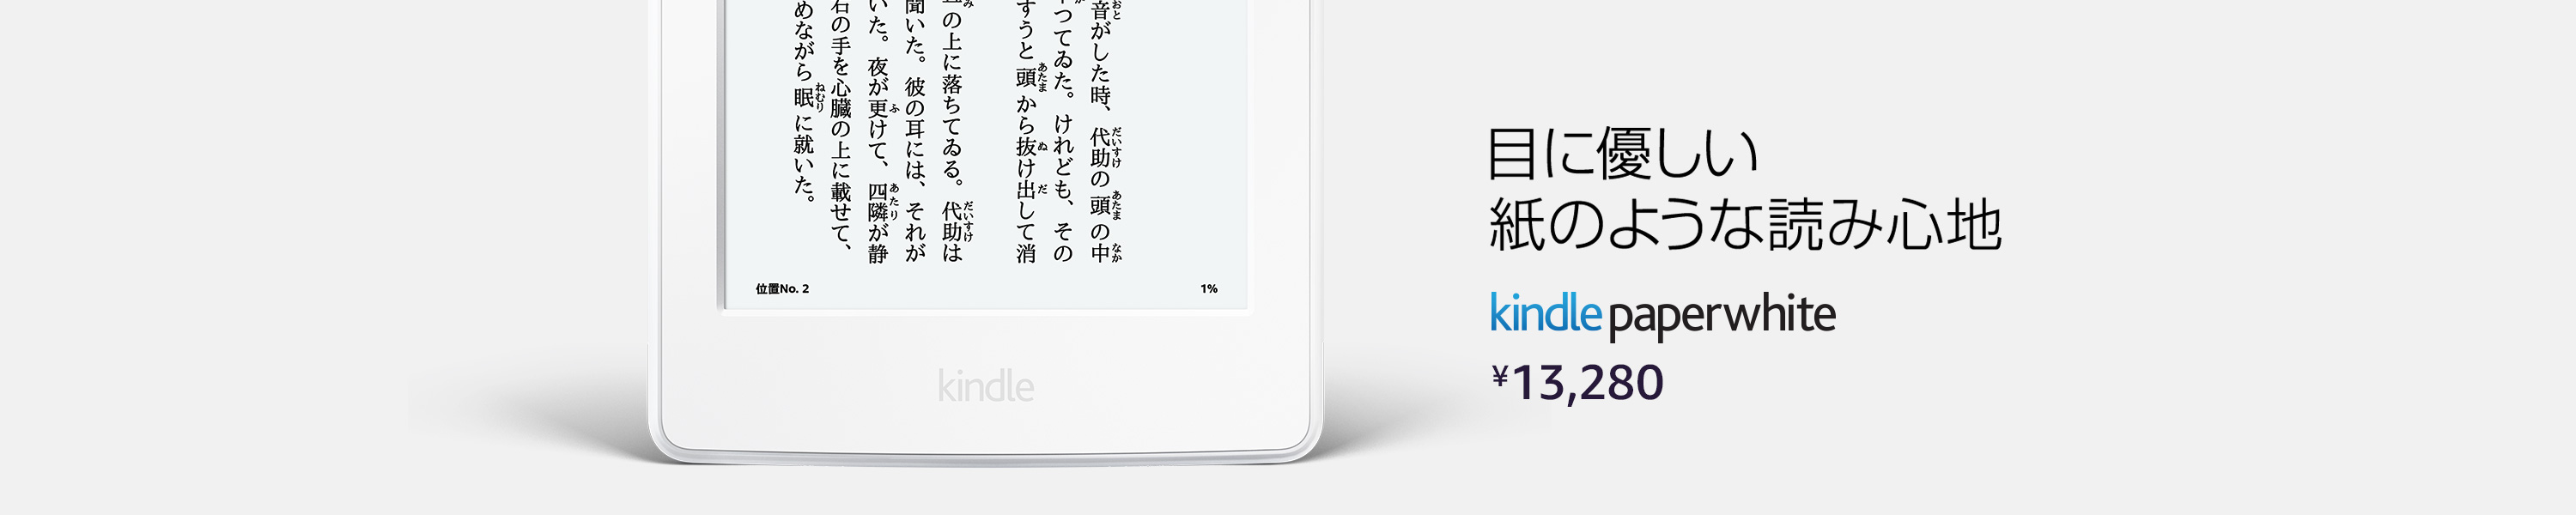 音がした時、代助の頭の中
つてゐた。けれども、その
すうと頭から抜け出して消
の上に落ちてゐる。代助は
聞いた。彼の耳には、それが
いた。夜が更けて、四隣が静
右の手を心臓の上に載せて、
めながら眠に就いた。
位置No. 2
1%
kindle
目に優しい
紙のような読み心地
kindle paperwhite
¥13,280